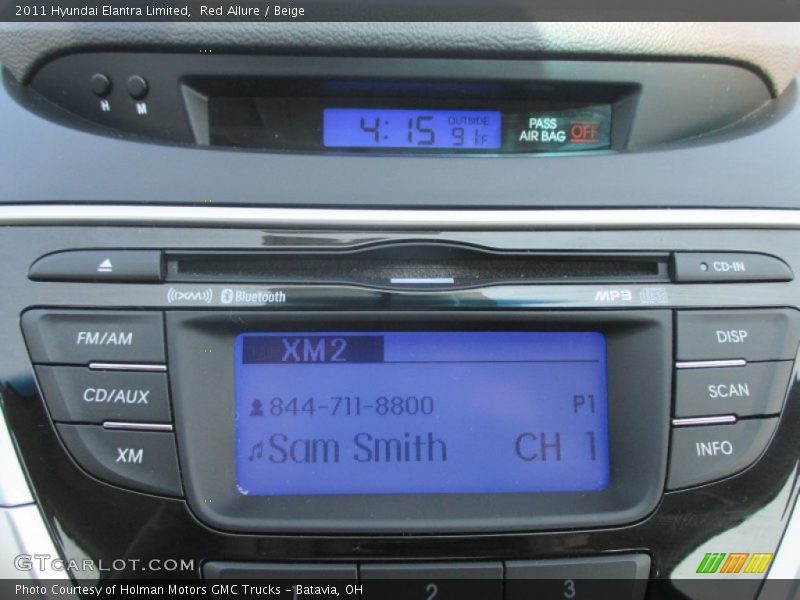 2011 Hyundai Elantra Limited, Red Allure / Beige
H M
4:15 OUTSIDE 91°F
PASS AIR BAG OFF
CD-IN
((XM)) Bluetooth MP3
FM/AM
XM2
DISP
CD/AUX
844-711-8800 P1
SCAN
XM
Sam Smith CH 1
INFO
GTCARLOT.COM
1 2 3
Photo Courtesy of Holman Motors GMC Trucks - Batavia, OH